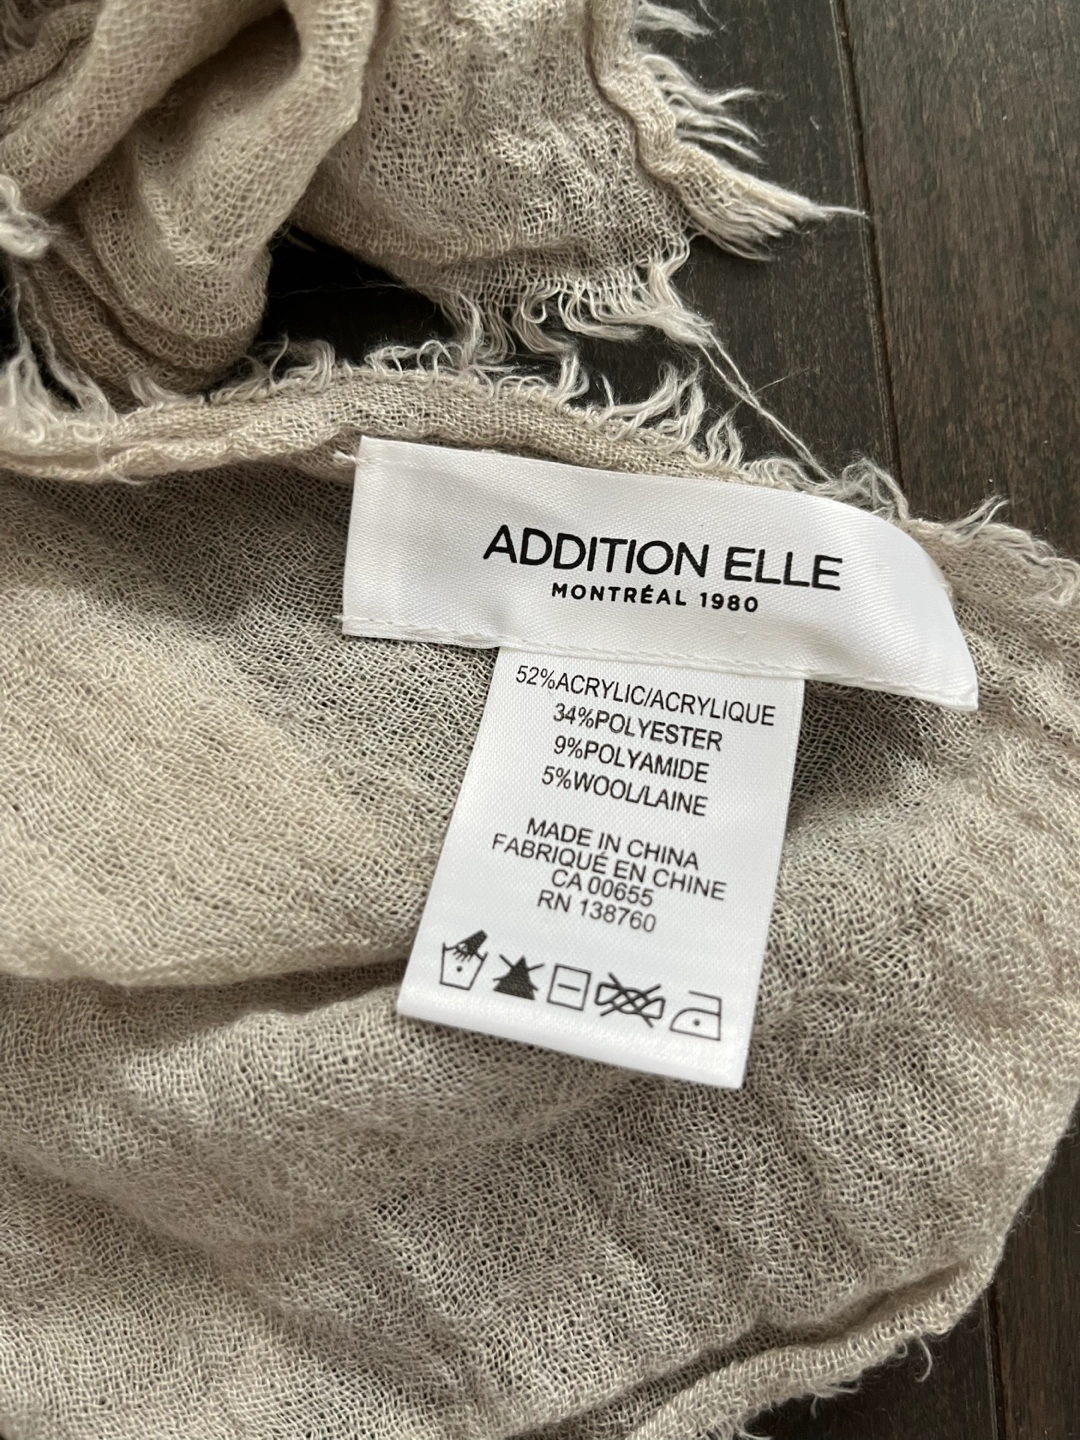 ADDITION ELLE
MONTRÉAL 1980
52%ACRYLIC/ACRYLIQUE
34%POLYESTER
9%POLYAMIDE
5%WOOL/LAINE
MADE IN CHINA
FABRIQUÉ EN CHINE
CA 00655
RN 138760